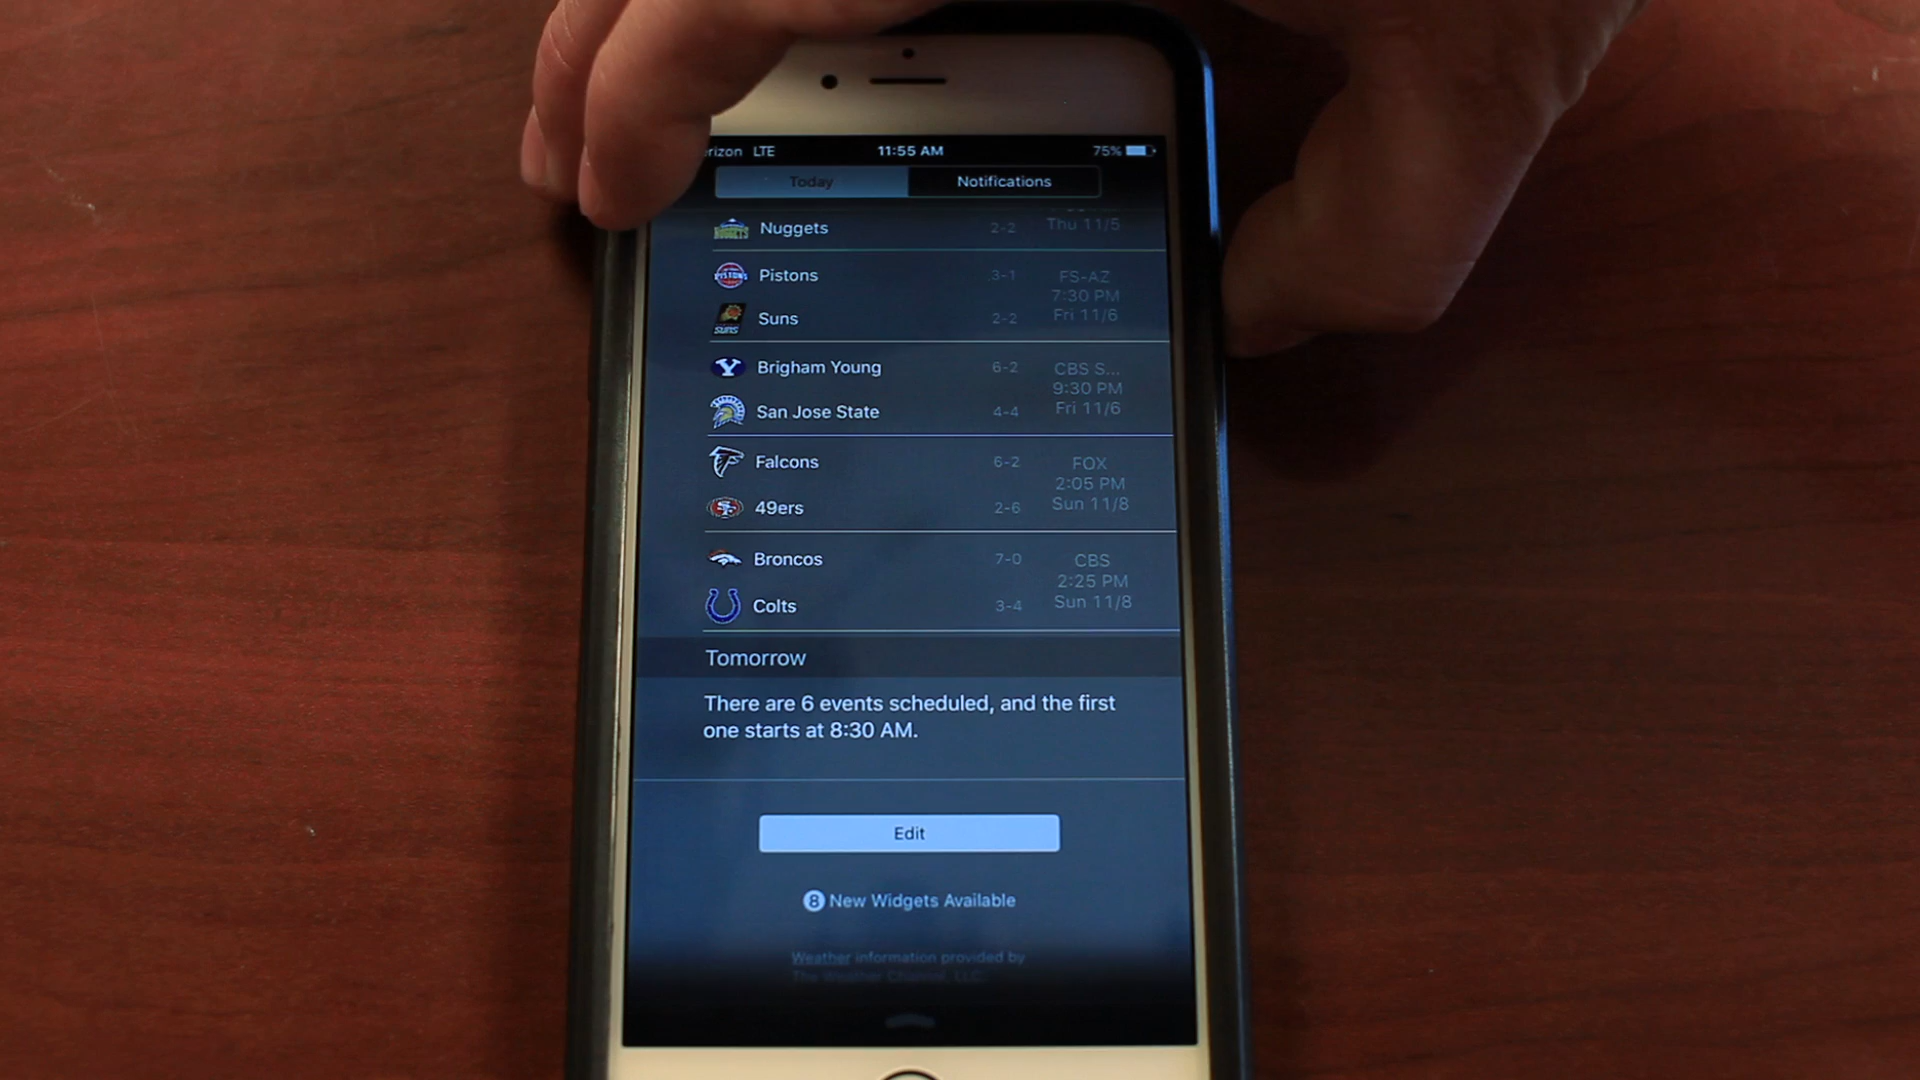 LTE 11:55 AM 75%
Today Notifications
Nuggets 2-2 Thu 11/5
Pistons 3-1 FS-AZ
7:30 PM
Suns 2-2 Fri 11/6
Brigham Young 6-2 CBS S...
9:30 PM
San Jose State 4-4 Fri 11/6
Falcons 6-2 FOX
2:05 PM
49ers 2-6 Sun 11/8
Broncos 7-0 CBS
2:25 PM
Colts 3-4 Sun 11/8
Tomorrow
There are 6 events scheduled, and the first
one starts at 8:30 AM.
Edit
8 New Widgets Available
Weather information provided by
The Weather Channel, LLC.